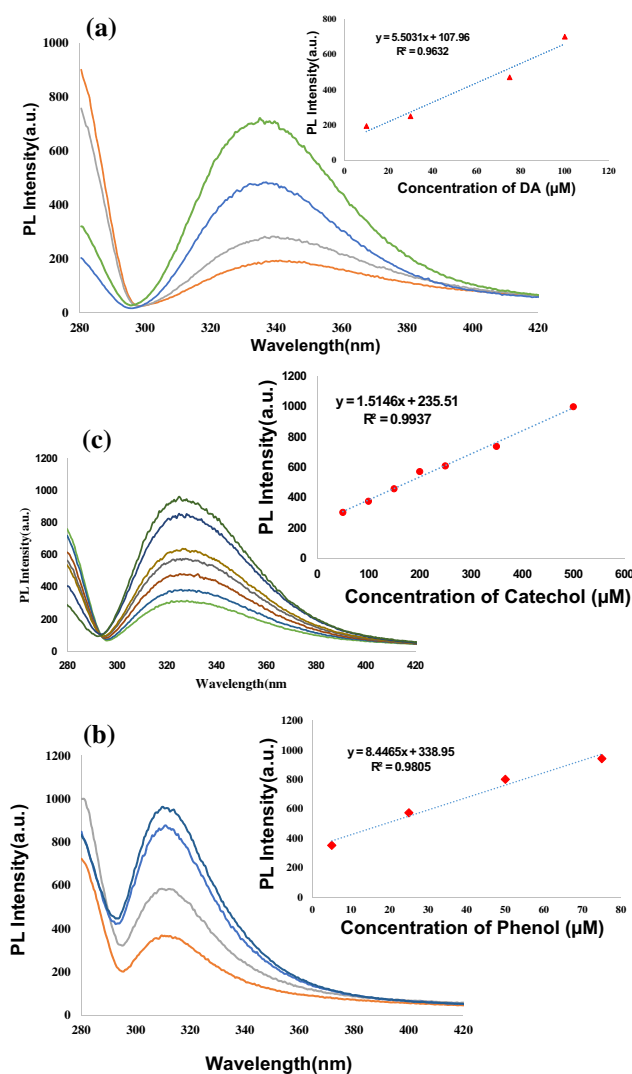 (a)
y = 5.5031x + 107.96
R² = 0.9632
PL Intensity(a.u.)
800
600
400
200
0
0 20 40 60 80 100 120
Concentration of DA (µM)
PL Intensity(a.u.)
1000
800
600
400
200
0
280 300 320 340 360 380 400 420
Wavelength(nm)
(c)
y = 1.5146x + 235.51
R² = 0.9937
PL Intensity(a.u.)
1200
1000
800
600
400
200
0
0 100 200 300 400 500 600
Concentration of Catechol (µM)
PL Intensity(a.u.)
1200
1000
800
600
400
200
0
280 300 320 340 360 380 400 420
Wavelength(nm
(b)
y = 8.4465x + 338.95
R² = 0.9805
PL Intensity(a.u.)
1200
1000
800
600
400
200
0
0 20 40 60 80
Concentration of Phenol (µM)
PL Intensity(a.u.)
1200
1000
800
600
400
200
0
280 300 320 340 360 380 400 420
Wavelength(nm)